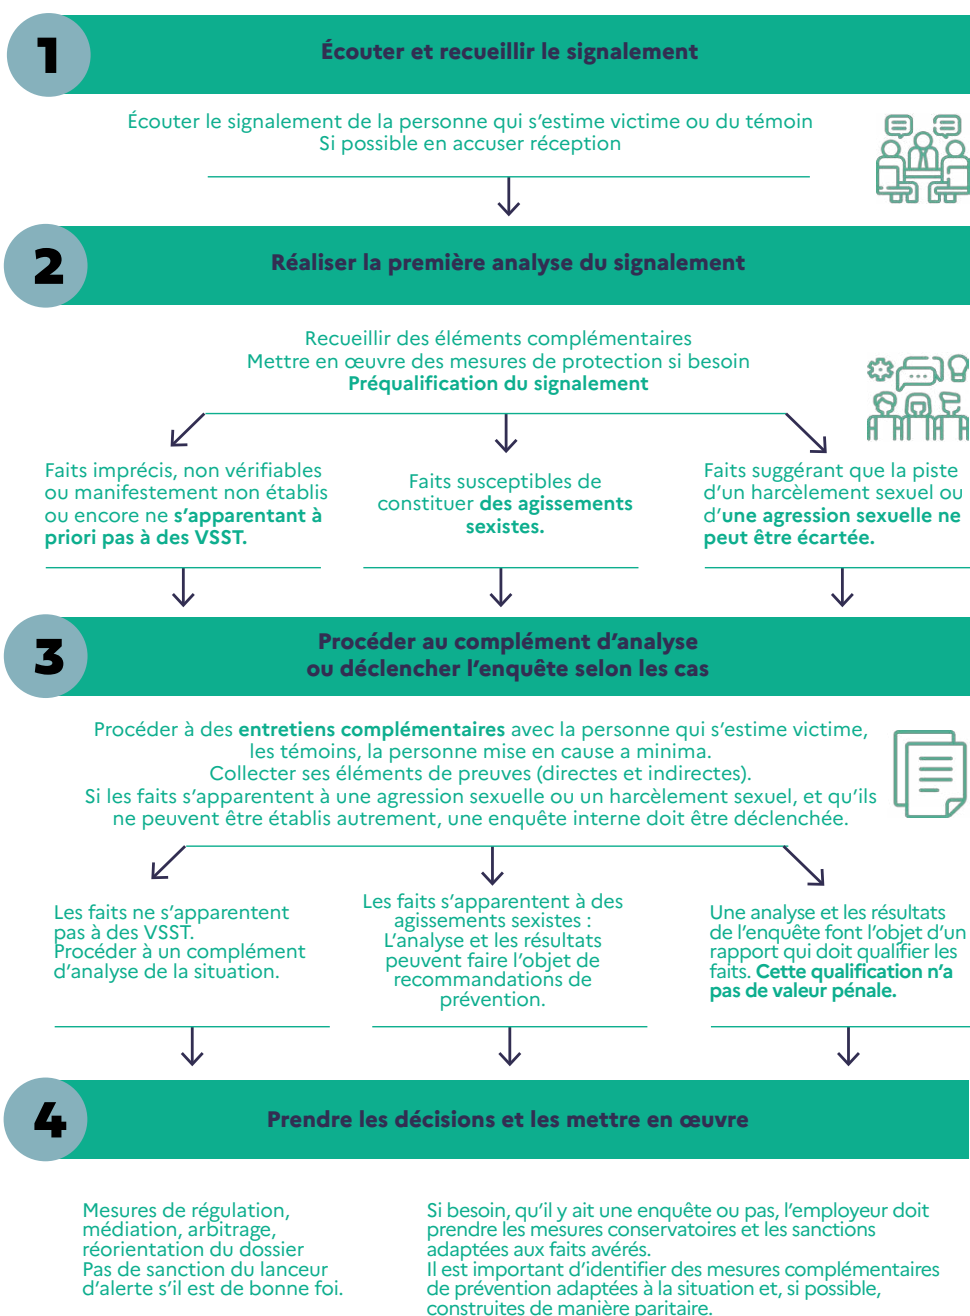 1
Écouter et recueillir le signalement
Écouter le signalement de la personne qui s'estime victime ou du témoin
Si possible en accuser réception
2
Réaliser la première analyse du signalement
Recueillir des éléments complémentaires
Mettre en œuvre des mesures de protection si besoin
Préqualification du signalement
Faits imprécis, non vérifiables
ou manifestement non établis
ou encore ne s'apparentant à
priori pas à des VSST.
Faits susceptibles de
constituer des agissements
sexistes.
Faits suggérant que la piste
d'un harcèlement sexuel ou
d'une agression sexuelle ne
peut être écartée.
3
Procéder au complément d'analyse
ou déclencher l'enquête selon les cas
Procéder à des entretiens complémentaires avec la personne qui s'estime victime,
les témoins, la personne mise en cause a minima.
Collecter ses éléments de preuves (directes et indirectes).
Si les faits s'apparentent à une agression sexuelle ou un harcèlement sexuel, et qu'ils
ne peuvent être établis autrement, une enquête interne doit être déclenchée.
Les faits ne s'apparentent
pas à des VSST.
Procéder à un complément
d'analyse de la situation.
Les faits s'apparentent à des
agissements sexistes :
L'analyse et les résultats
peuvent faire l'objet de
recommandations de
prévention.
Une analyse et les résultats
de l'enquête font l'objet d'un
rapport qui doit qualifier les
faits. Cette qualification n'a
pas de valeur pénale.
4
Prendre les décisions et les mettre en œuvre
Mesures de régulation,
médiation, arbitrage,
réorientation du dossier
Pas de sanction du lanceur
d'alerte s'il est de bonne foi.
Si besoin, qu'il y ait une enquête ou pas, l'employeur doit
prendre les mesures conservatoires et les sanctions
adaptées aux faits avérés.
Il est important d'identifier des mesures complémentaires
de prévention adaptées à la situation et, si possible,
construites de manière paritaire.